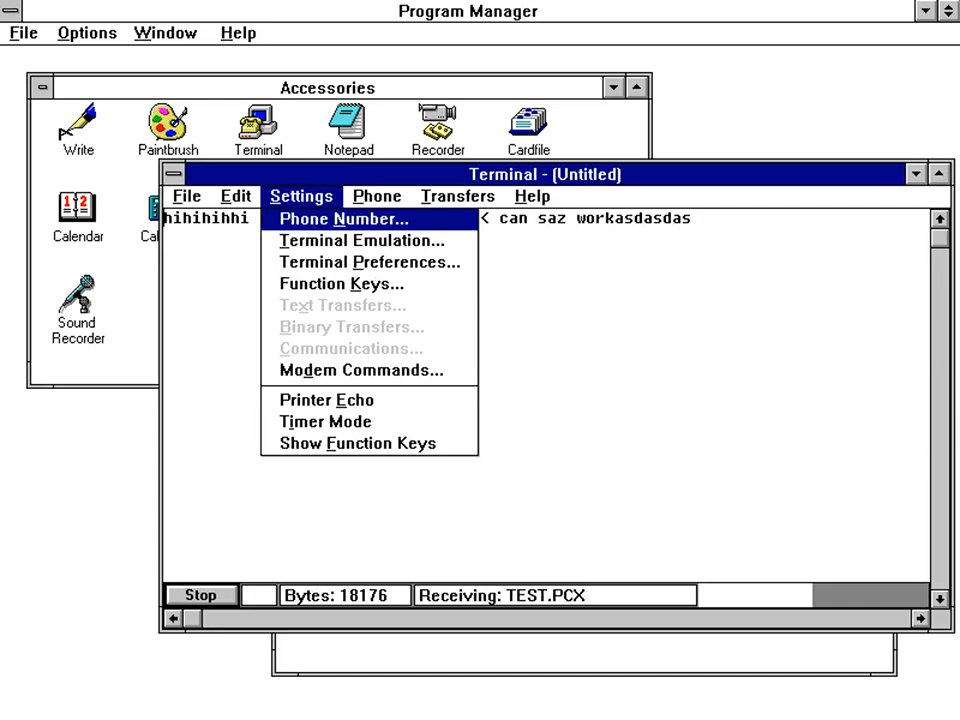 Program Manager
File Options Window Help
Accessories
Write Paintbrush Terminal Notepad Recorder Cardfile
Terminal - (Untitled)
File Edit Settings Phone Transfers Help
hihihihhi < can saz workasdasdas
Phone Number...
Terminal Emulation...
Terminal Preferences...
Function Keys...
Text Transfers...
Binary Transfers...
Communications...
Modem Commands...
Printer Echo
Timer Mode
Show Function Keys
Calendar Cal
Sound
Recorder
Stop Bytes: 18176 Receiving: TEST.PCX